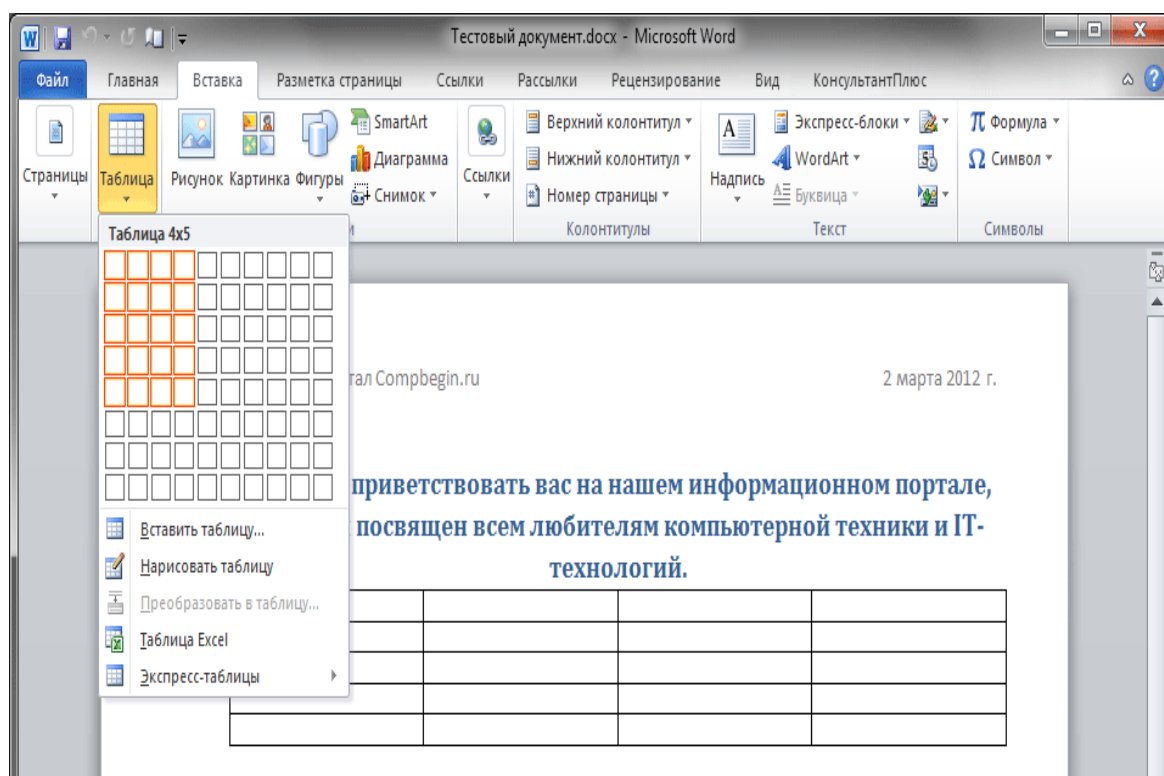 Тестовый документ.docx - Microsoft Word
Файл Главная Вставка Разметка страницы Ссылки Рассылки Рецензирование Вид КонсультантПлюс
Страницы
Таблица
Рисунок Картинка Фигуры
SmartArt
Диаграмма
Снимок
Ссылки
Верхний колонтитул
Нижний колонтитул
Номер страницы
Колонтитулы
Надпись
Экспресс-блоки
WordArt
Буквица
Текст
Формула
Символ
Символы
Таблица 4x5
Вставить таблицу...
Нарисовать таблицу
Преобразовать в таблицу...
Таблица Excel
Экспресс-таблицы
Compbegin.ru 2 марта 2012 г.
приветствовать вас на нашем информационном портале,
посвящен всем любителям компьютерной техники и IT-
технологий.